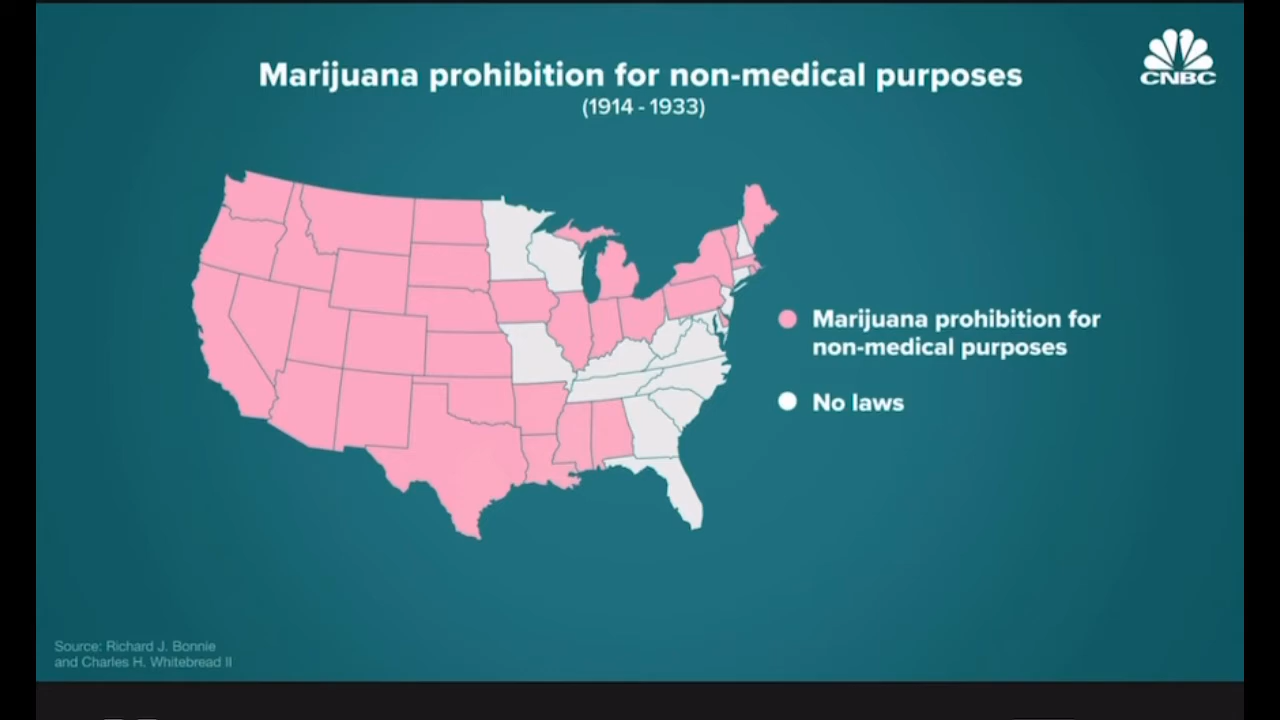 Marijuana prohibition for non-medical purposes
(1914 - 1933)
CNBC
Marijuana prohibition for
non-medical purposes
No laws
Source: Richard J. Bonnie
and Charles H. Whitebread II